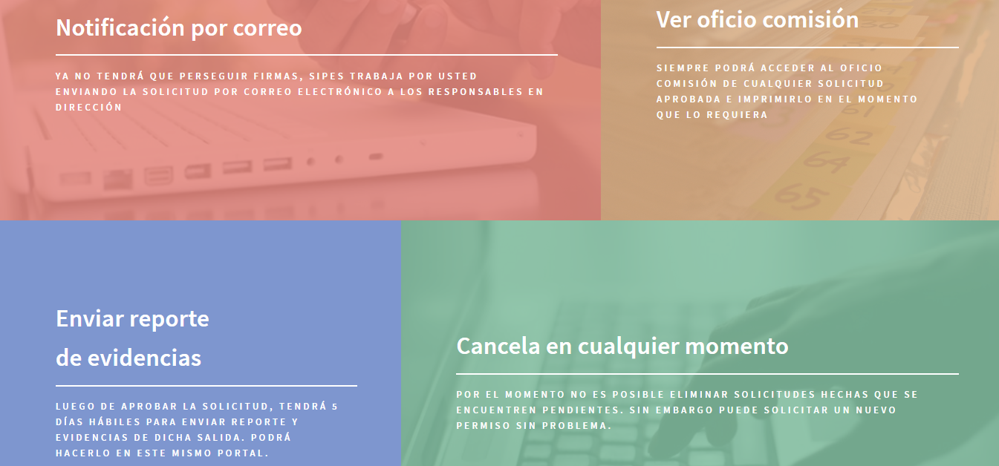 Notificación por correo
YA NO TENDRÁ QUE PERSEGUIR FIRMAS, SIPES TRABAJA POR USTED
ENVIANDO LA SOLICITUD POR CORREO ELECTRÓNICO A LOS RESPONSABLES EN
DIRECCIÓN
Ver oficio comisión
SIEMPRE PODRÁ ACCEDER AL OFICIO
COMISIÓN DE CUALQUIER SOLICITUD
APROBADA E IMPRIMIRLO EN EL MOMENTO
QUE LO REQUIERA
61
62
64
65
Enviar reporte
de evidencias
LUEGO DE APROBAR LA SOLICITUD, TENDRÁ 5
DÍAS HÁBILES PARA ENVIAR REPORTE Y
EVIDENCIAS DE DICHA SALIDA. PODRÁ
HACERLO EN ESTE MISMO PORTAL.
Cancela en cualquier momento
POR EL MOMENTO NO ES POSIBLE ELIMINAR SOLICITUDES HECHAS QUE SE
ENCUENTREN PENDIENTES. SIN EMBARGO PUEDE SOLICITAR UN NUEVO
PERMISO SIN PROBLEMA.